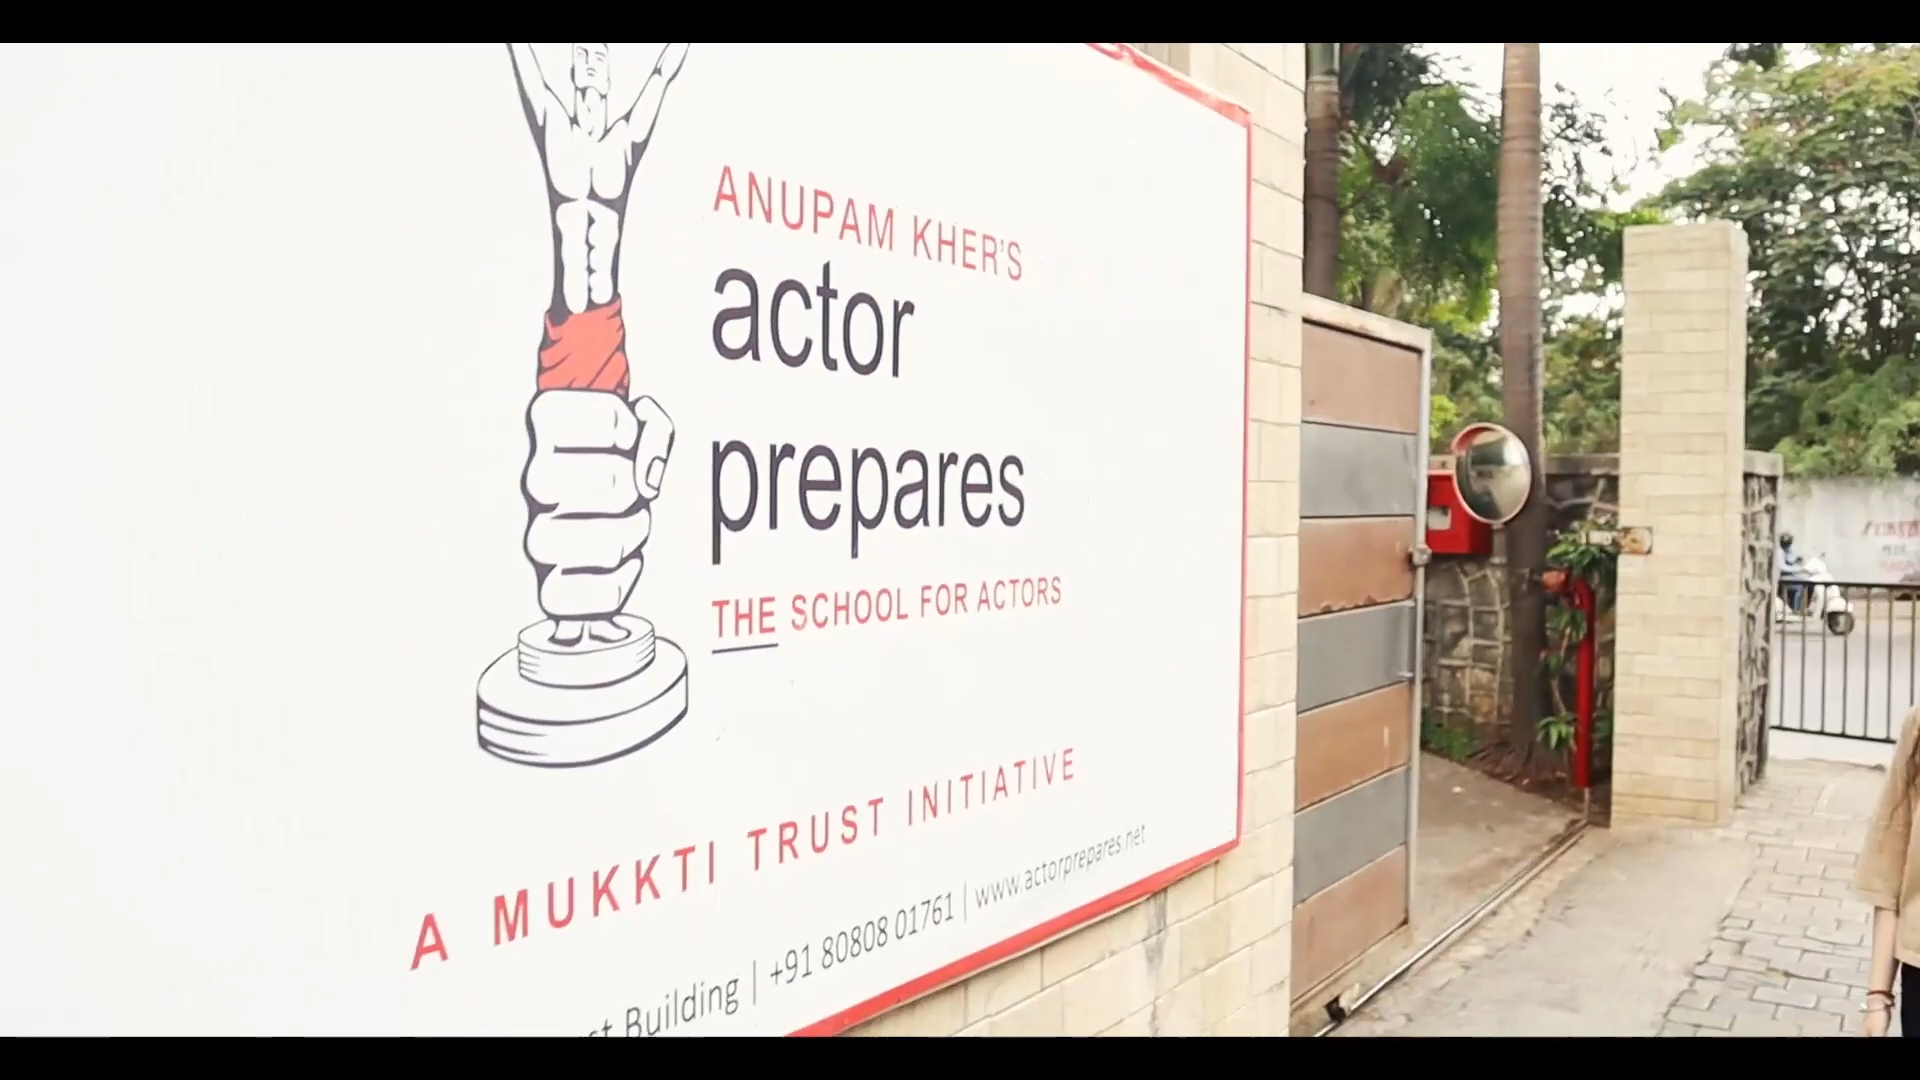 ANUPAM KHER'S
actor
prepares
THE SCHOOL FOR ACTORS
A MUKKTI TRUST INITIATIVE
Building | +91 80808 01761 | www.actorprepares.net